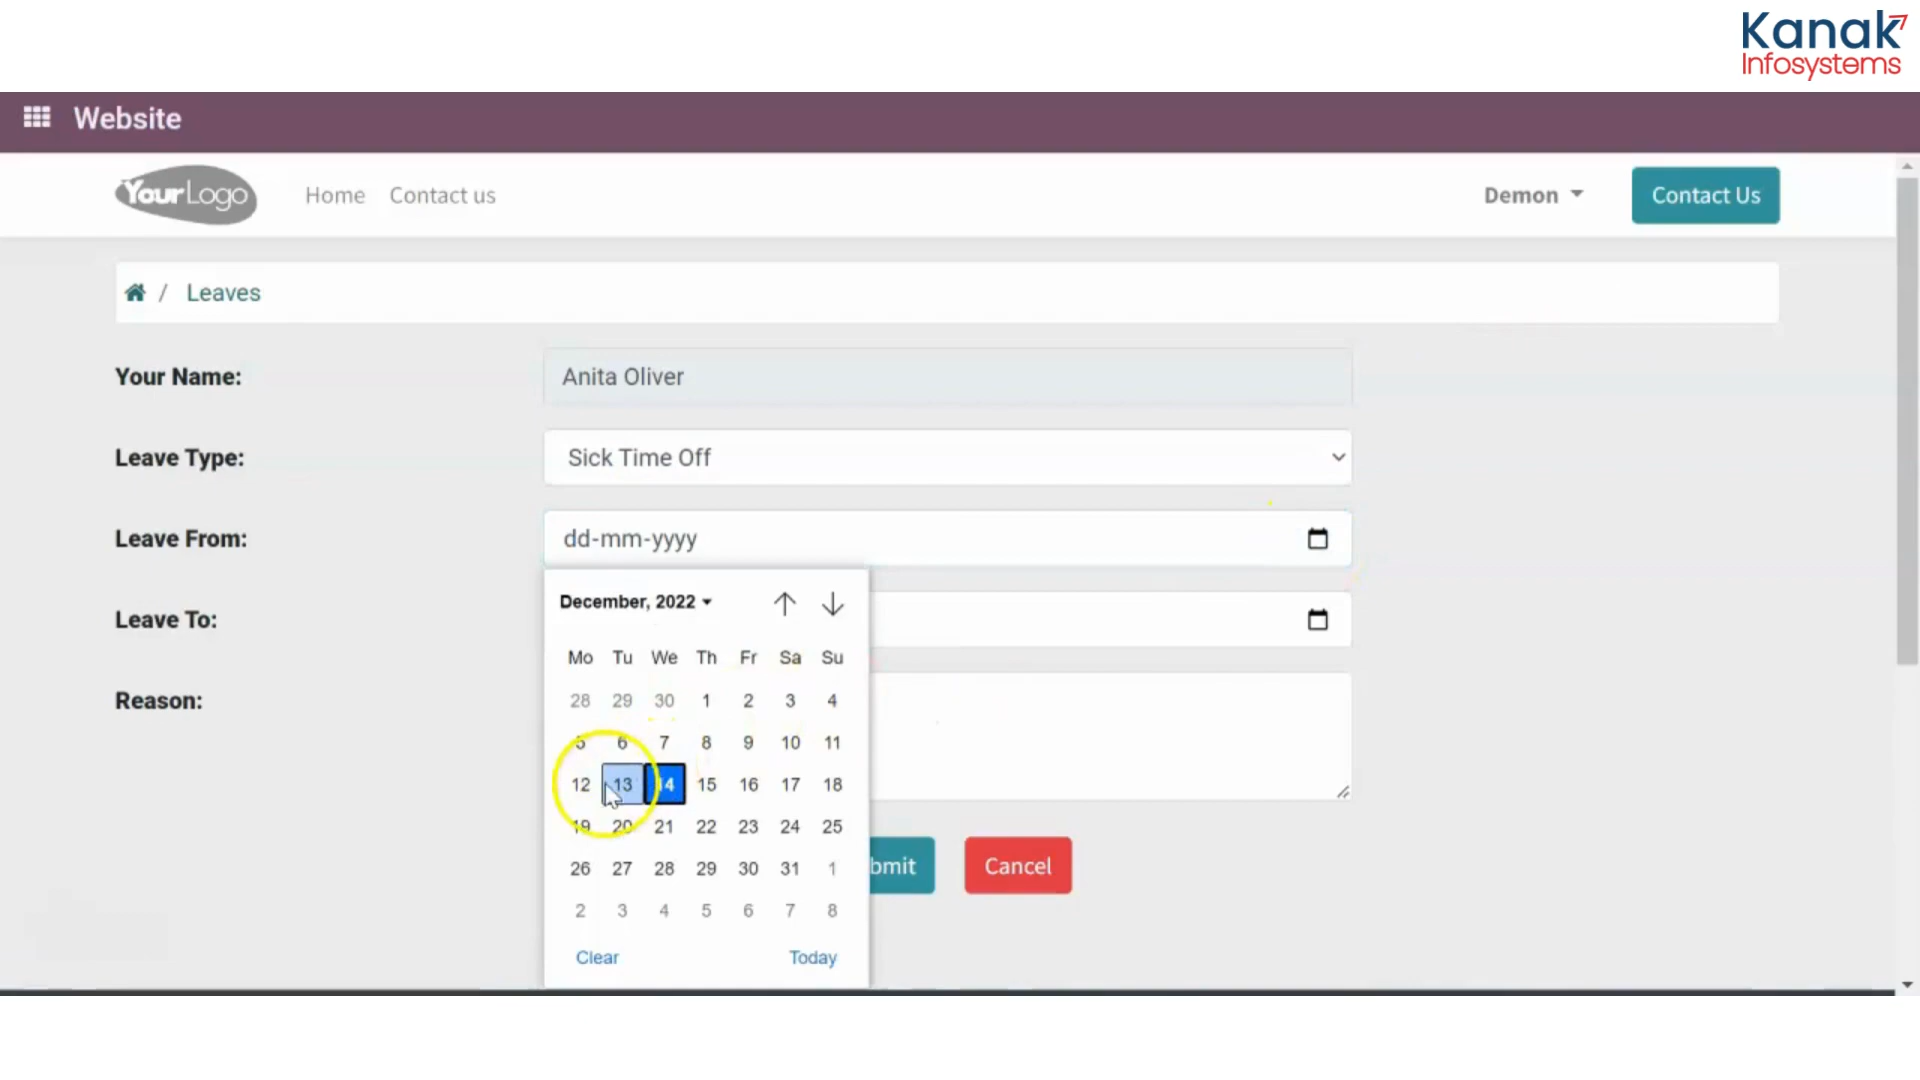 Kanak
Infosystems
Website
YourLogo Home Contact us Demon Contact Us
/ Leaves
Your Name: Anita Oliver
Leave Type: Sick Time Off
Leave From: dd-mm-yyyy
December, 2022
Leave To:
Mo Tu We Th Fr Sa Su
Reason:
28 29 30 1 2 3 4
5 6 7 8 9 10 11
12 13 14 15 16 17 18
19 20 21 22 23 24 25
bmit Cancel
26 27 28 29 30 31 1
2 3 4 5 6 7 8
Clear Today